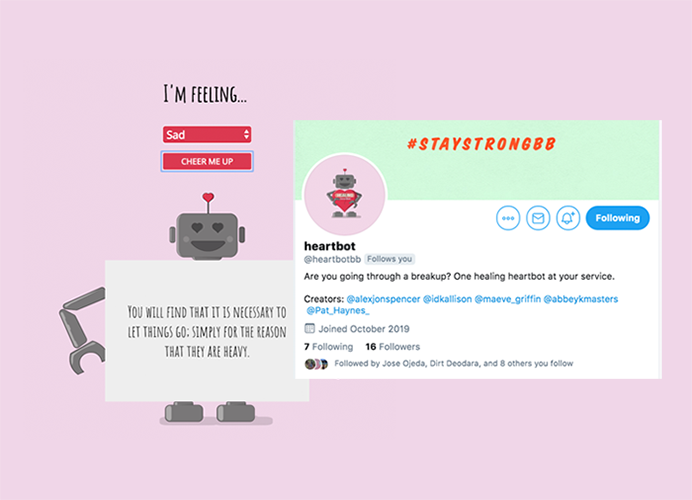 I'm feeling...
Sad
CHEER ME UP
You will find that it is necessary to
let things go; simply for the reason
that they are heavy.
#STAYSTRONGBB
Following
heartbot
@heartbotbb Follows you
Are you going through a breakup? One healing heartbot at your service.
Creators: @alexjonspencer @idkallison @maeve_griffin @abbeykmasters
@Pat_Haynes_
Joined October 2019
7 Following 16 Followers
Followed by Jose Ojeda, Dirt Deodara, and 8 others you follow